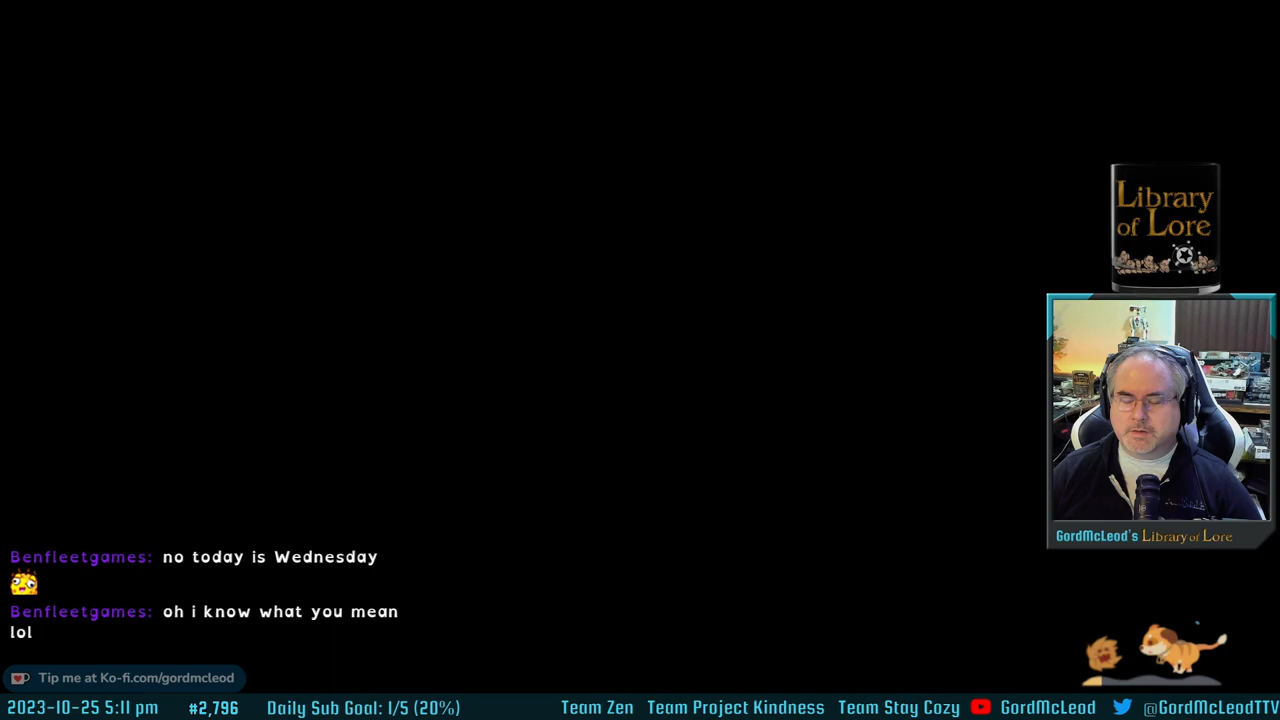 Library
of Lore
GordMcLeod's Library of Lore
Benfleetgames: no today is Wednesday
Benfleetgames: oh i know what you mean
lol
Tip me at Ko-fi.com/gordmcleod
2023-10-25 5:11 pm #2,796 Daily Sub Goal: 1/5 (20%) Team Zen Team Project Kindness Team Stay Cozy GordMcLeod @GordMcLeodTTV